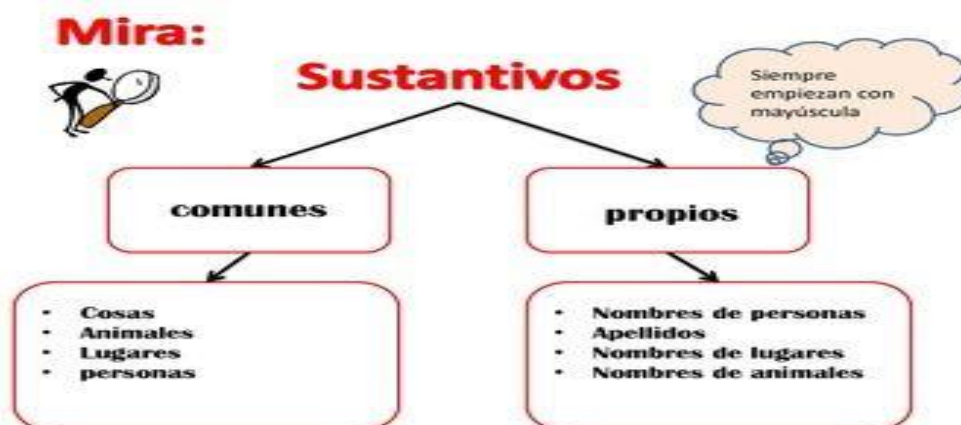 Mira:
Sustantivos
Siempre
empiezan con
mayúscula
comunes
propios
• Cosas
• Animales
• Lugares
• personas
• Nombres de personas
• Apellidos
• Nombres de lugares
• Nombres de animales